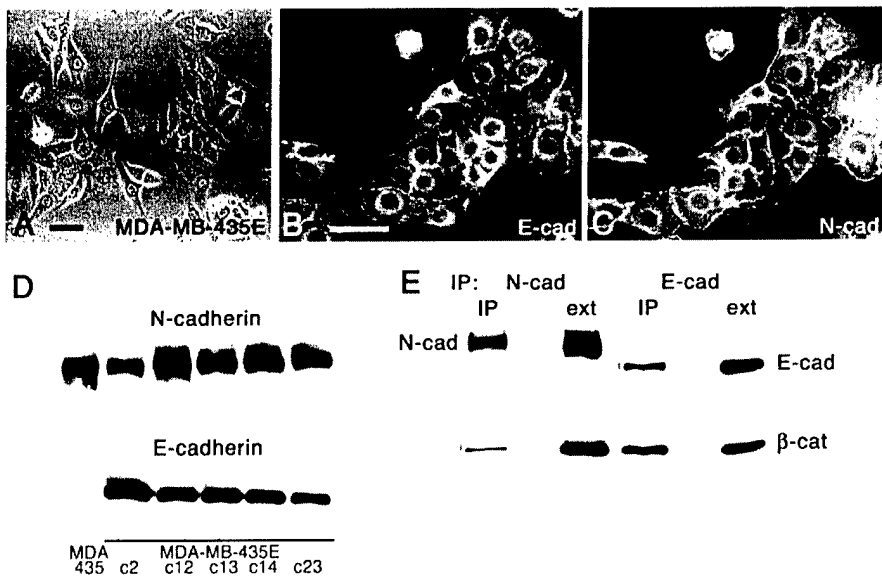 A
MDA-MB-435E
B
E-cad
C
N-cad
D
N-cadherin
E-cadherin
MDA MDA-MB-435E
435 c2 c12 c13 c14 c23
E
IP: N-cad E-cad
IP ext IP ext
N-cad
E-cad
β-cat